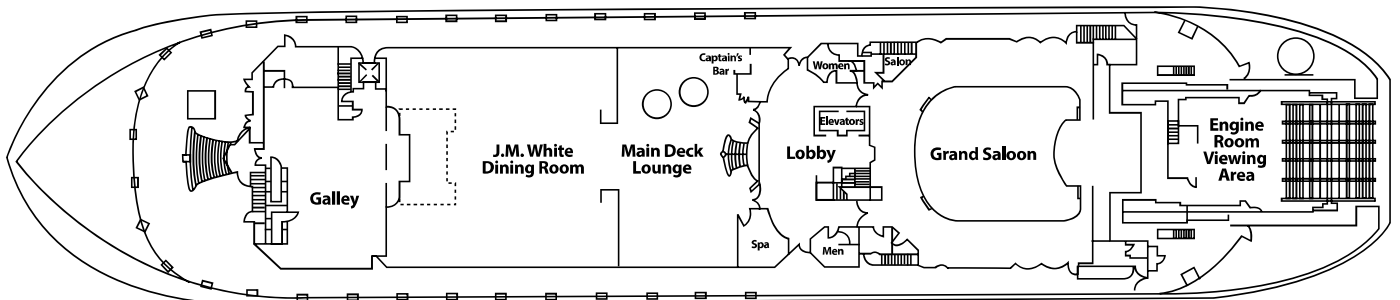 Galley
J.M. White
Dining Room
Main Deck
Lounge
Captain's
Bar
Spa
Lobby
Women
Elevators
Men
Salon
Grand Saloon
Engine
Room
Viewing
Area